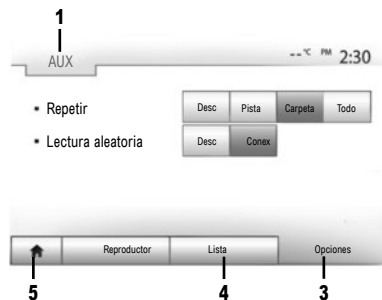 1
AUX
--°C PM 2:30
▪ Repetir Desc Pista Carpeta Todo
▪ Lectura aleatoria Desc Conex
Reproductor Lista Opciones
5 4 3